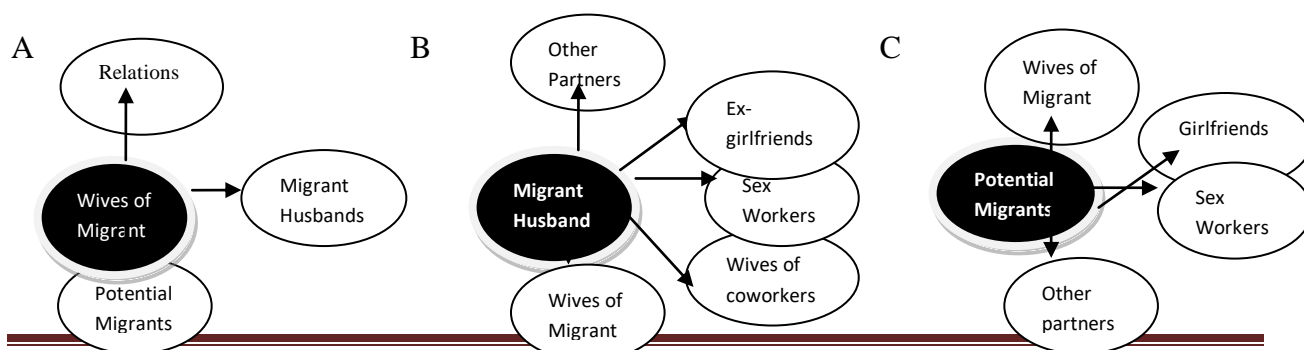 A
Relations
Wives of
Migrant
Migrant
Husbands
Potential
Migrants
B
Other
Partners
Migrant
Husband
Ex-
girlfriends
Sex
Workers
Wives of
coworkers
Wives of
Migrant
C
Wives of
Migrant
Potential
Migrants
Girlfriends
Sex
Workers
Other
partners